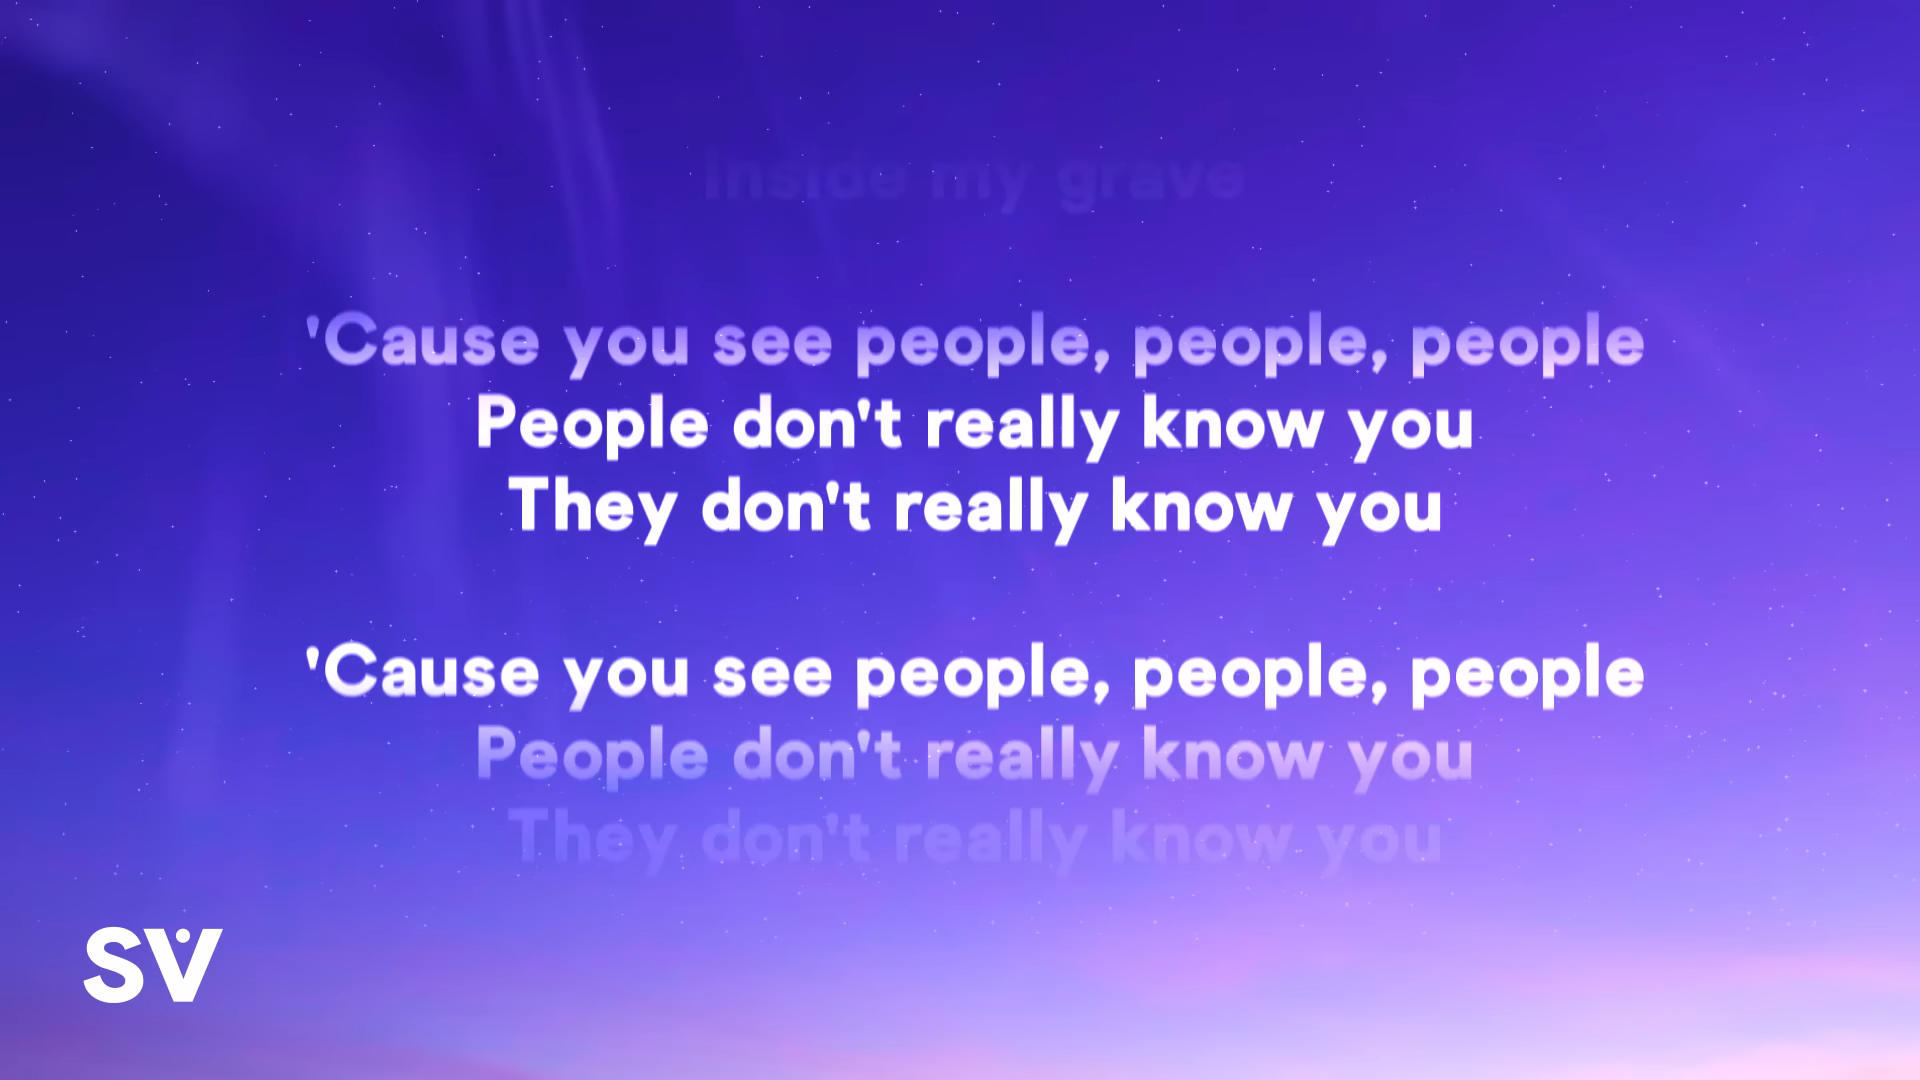 Inside my grave
'Cause you see people, people, people
People don't really know you
They don't really know you
'Cause you see people, people, people
People don't really know you
They don't really know you
SV